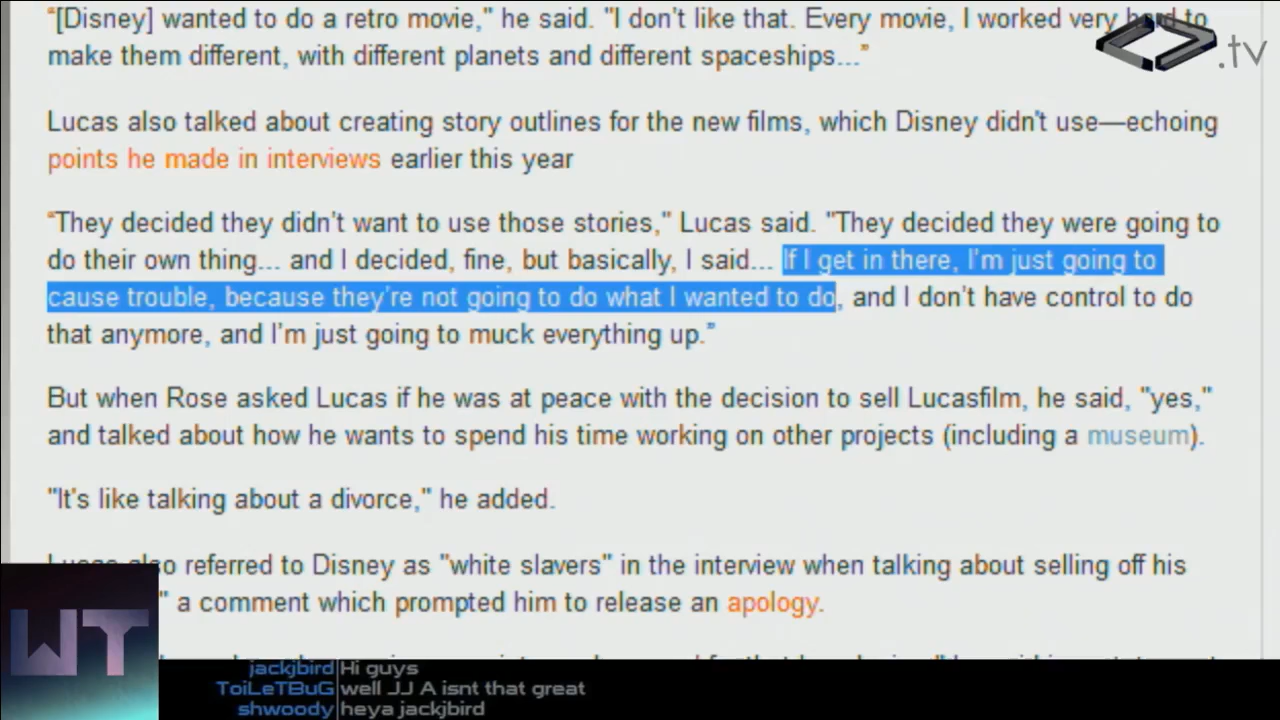 “[Disney] wanted to do a retro movie," he said. "I don't like that. Every movie, I worked very hard to
make them different, with different planets and different spaceships...”
.tv
Lucas also talked about creating story outlines for the new films, which Disney didn't use—echoing
points he made in interviews earlier this year
“They decided they didn't want to use those stories," Lucas said. "They decided they were going to
do their own thing... and I decided, fine, but basically, I said... If I get in there, I'm just going to
cause trouble, because they're not going to do what I wanted to do, and I don't have control to do
that anymore, and I'm just going to muck everything up.”
But when Rose asked Lucas if he was at peace with the decision to sell Lucasfilm, he said, "yes,"
and talked about how he wants to spend his time working on other projects (including a museum).
"It's like talking about a divorce," he added.
Lucas also referred to Disney as "white slavers" in the interview when talking about selling off his
" a comment which prompted him to release an apology.
WT
jackjbird Hi guys
ToiLeTBuG well JJ A isnt that great
shwoody heya jackjbird